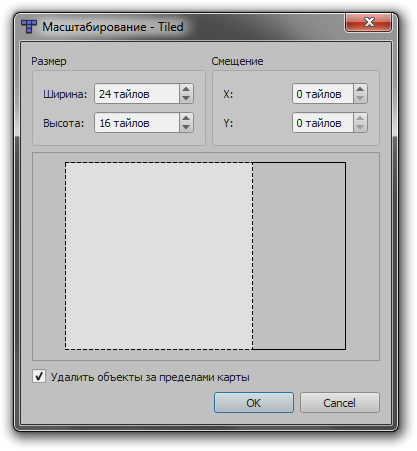 Масштабирование - Tiled
Размер
Смещение
Ширина: 24 тайлов
X: 0 тайлов
Высота: 16 тайлов
Y: 0 тайлов
Удалить объекты за пределами карты
OK
Cancel